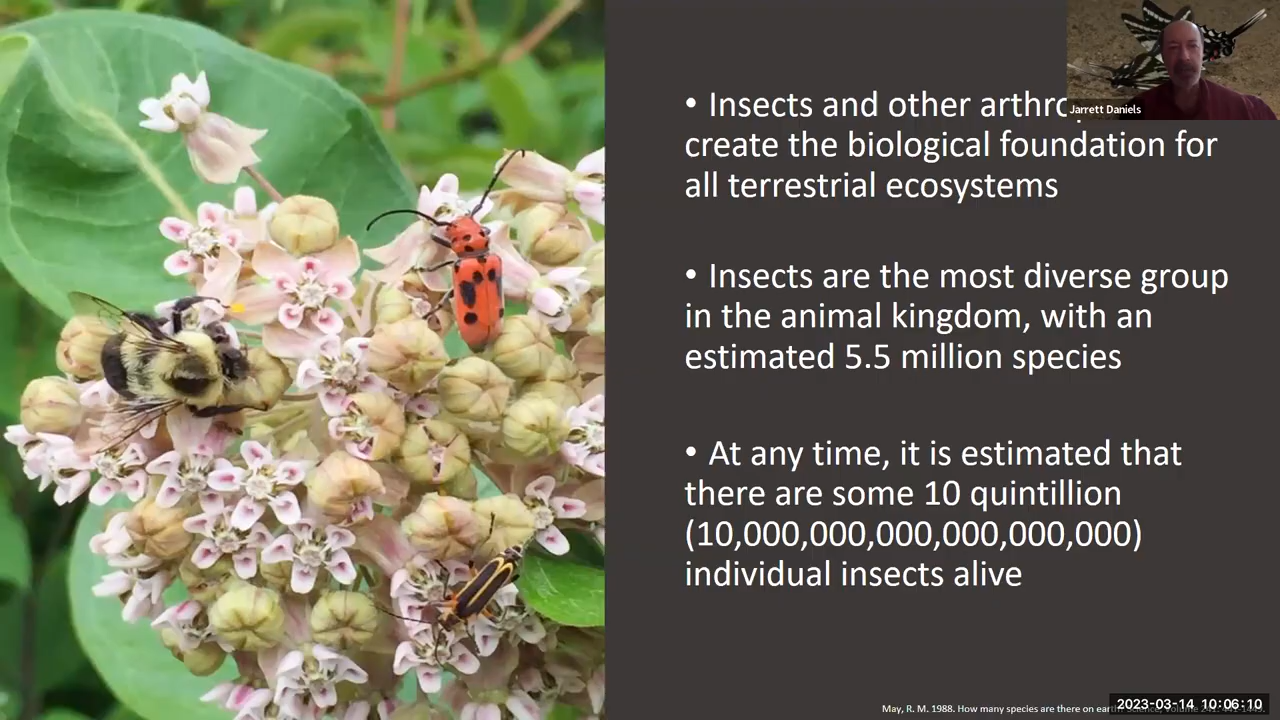 • Insects and other
create the biological foundation for
all terrestrial ecosystems
• Insects are the most diverse group
in the animal kingdom, with an
estimated 5.5 million species
• At any time, it is estimated that
there are some 10 quintillion
(10,000,000,000,000,000,000)
individual insects alive
Jarrett Daniels
May, R. M. 1988. How many species are there on
2023-03-14 10:06:10